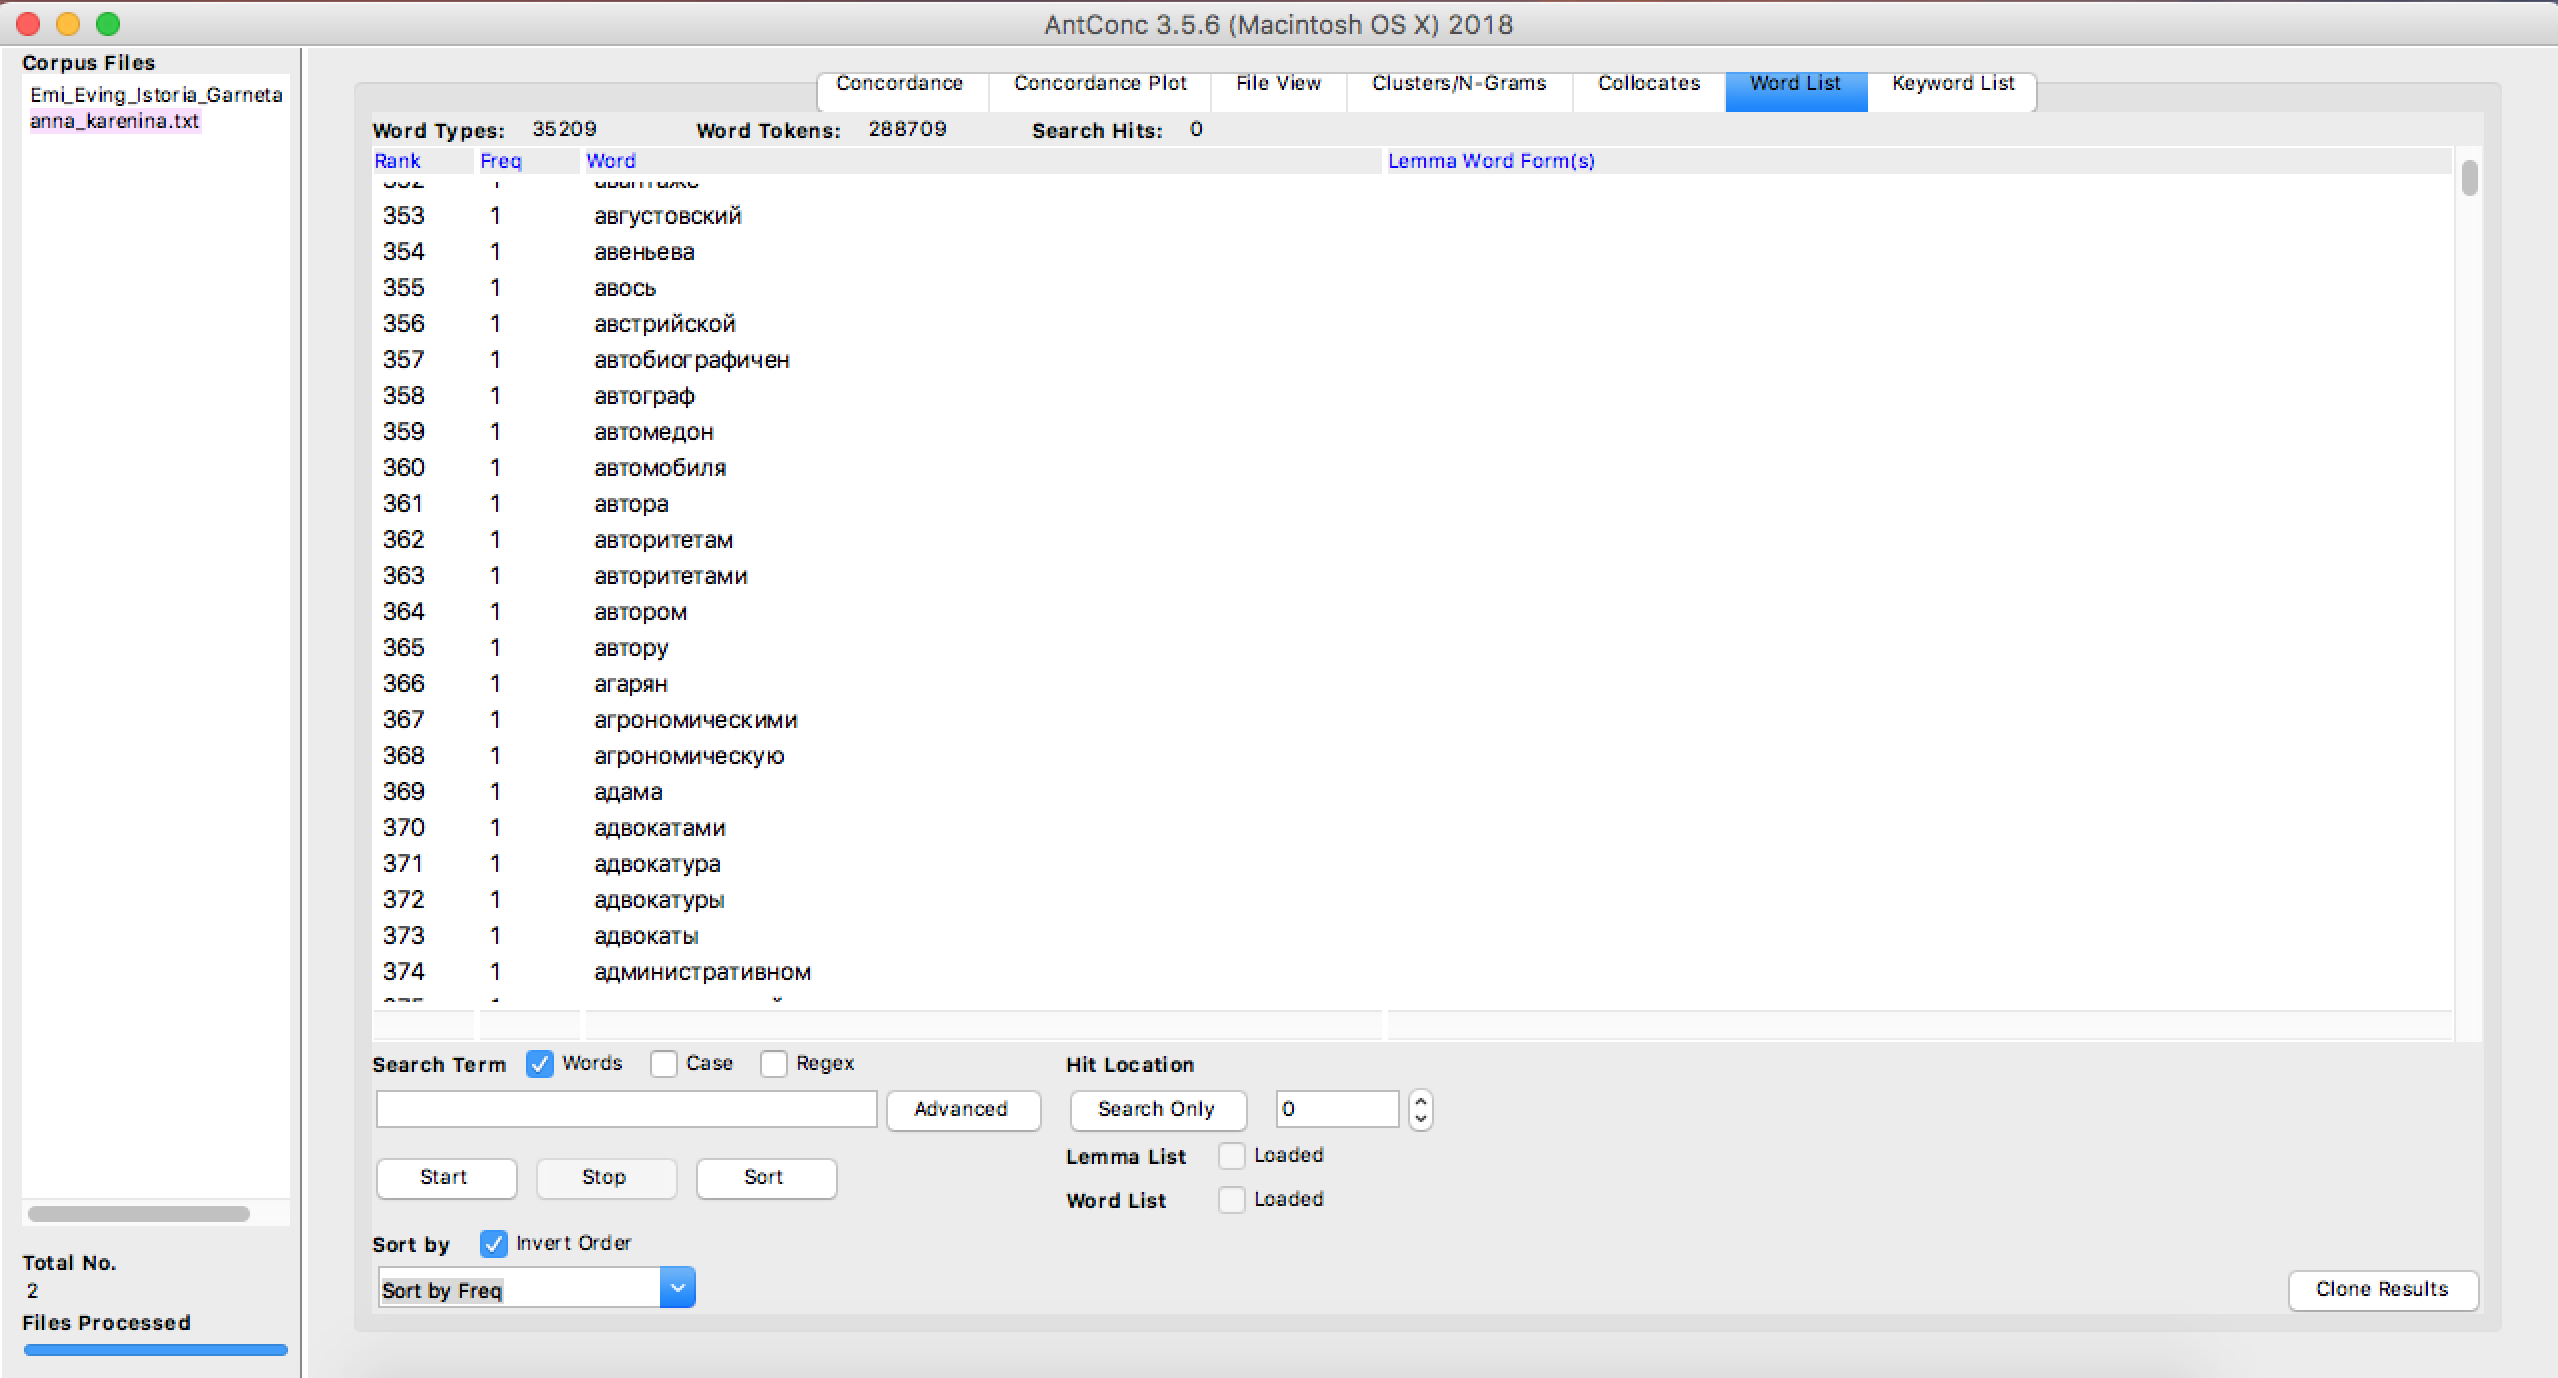 AntConc 3.5.6 (Macintosh OS X) 2018
Corpus Files
Emi_Eving_Istoria_Garneta
anna_karenina.txt
Concordance Concordance Plot File View Clusters/N-Grams Collocates Word List Keyword List
Word Types: 35209 Word Tokens: 288709 Search Hits: 0
Rank Freq Word Lemma Word Form(s)
353 1 августовский
354 1 авеньева
355 1 авось
356 1 австрийской
357 1 автобиографичен
358 1 автограф
359 1 автомедон
360 1 автомобиля
361 1 автора
362 1 авторитетам
363 1 авторитетами
364 1 автором
365 1 автору
366 1 агарян
367 1 агрономическими
368 1 агрономическую
369 1 адама
370 1 адвокатами
371 1 адвокатура
372 1 адвокатуры
373 1 адвокаты
374 1 административном
Search Term Words Case Regex Hit Location
Advanced Search Only 0
Lemma List Loaded
Start Stop Sort
Word List Loaded
Sort by Invert Order
Sort by Freq
Clone Results
Total No.
2
Files Processed